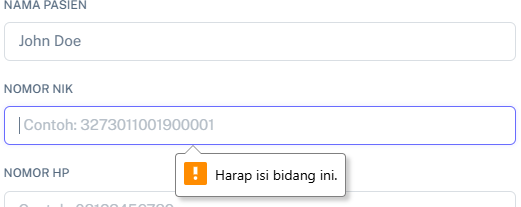 NAMA PASIEN
John Doe
NOMOR NIK
Contoh: 3273011001900001
Harap isi bidang ini.
NOMOR HP